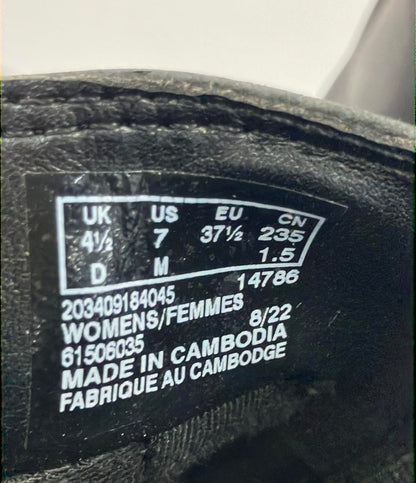 UK US EU CN
4½ 7 37½ 235
D M 1.5
14786
203409184045
WOMENS/FEMMES
61506035 8/22
MADE IN CAMBODIA
FABRIQUE AU CAMBODGE